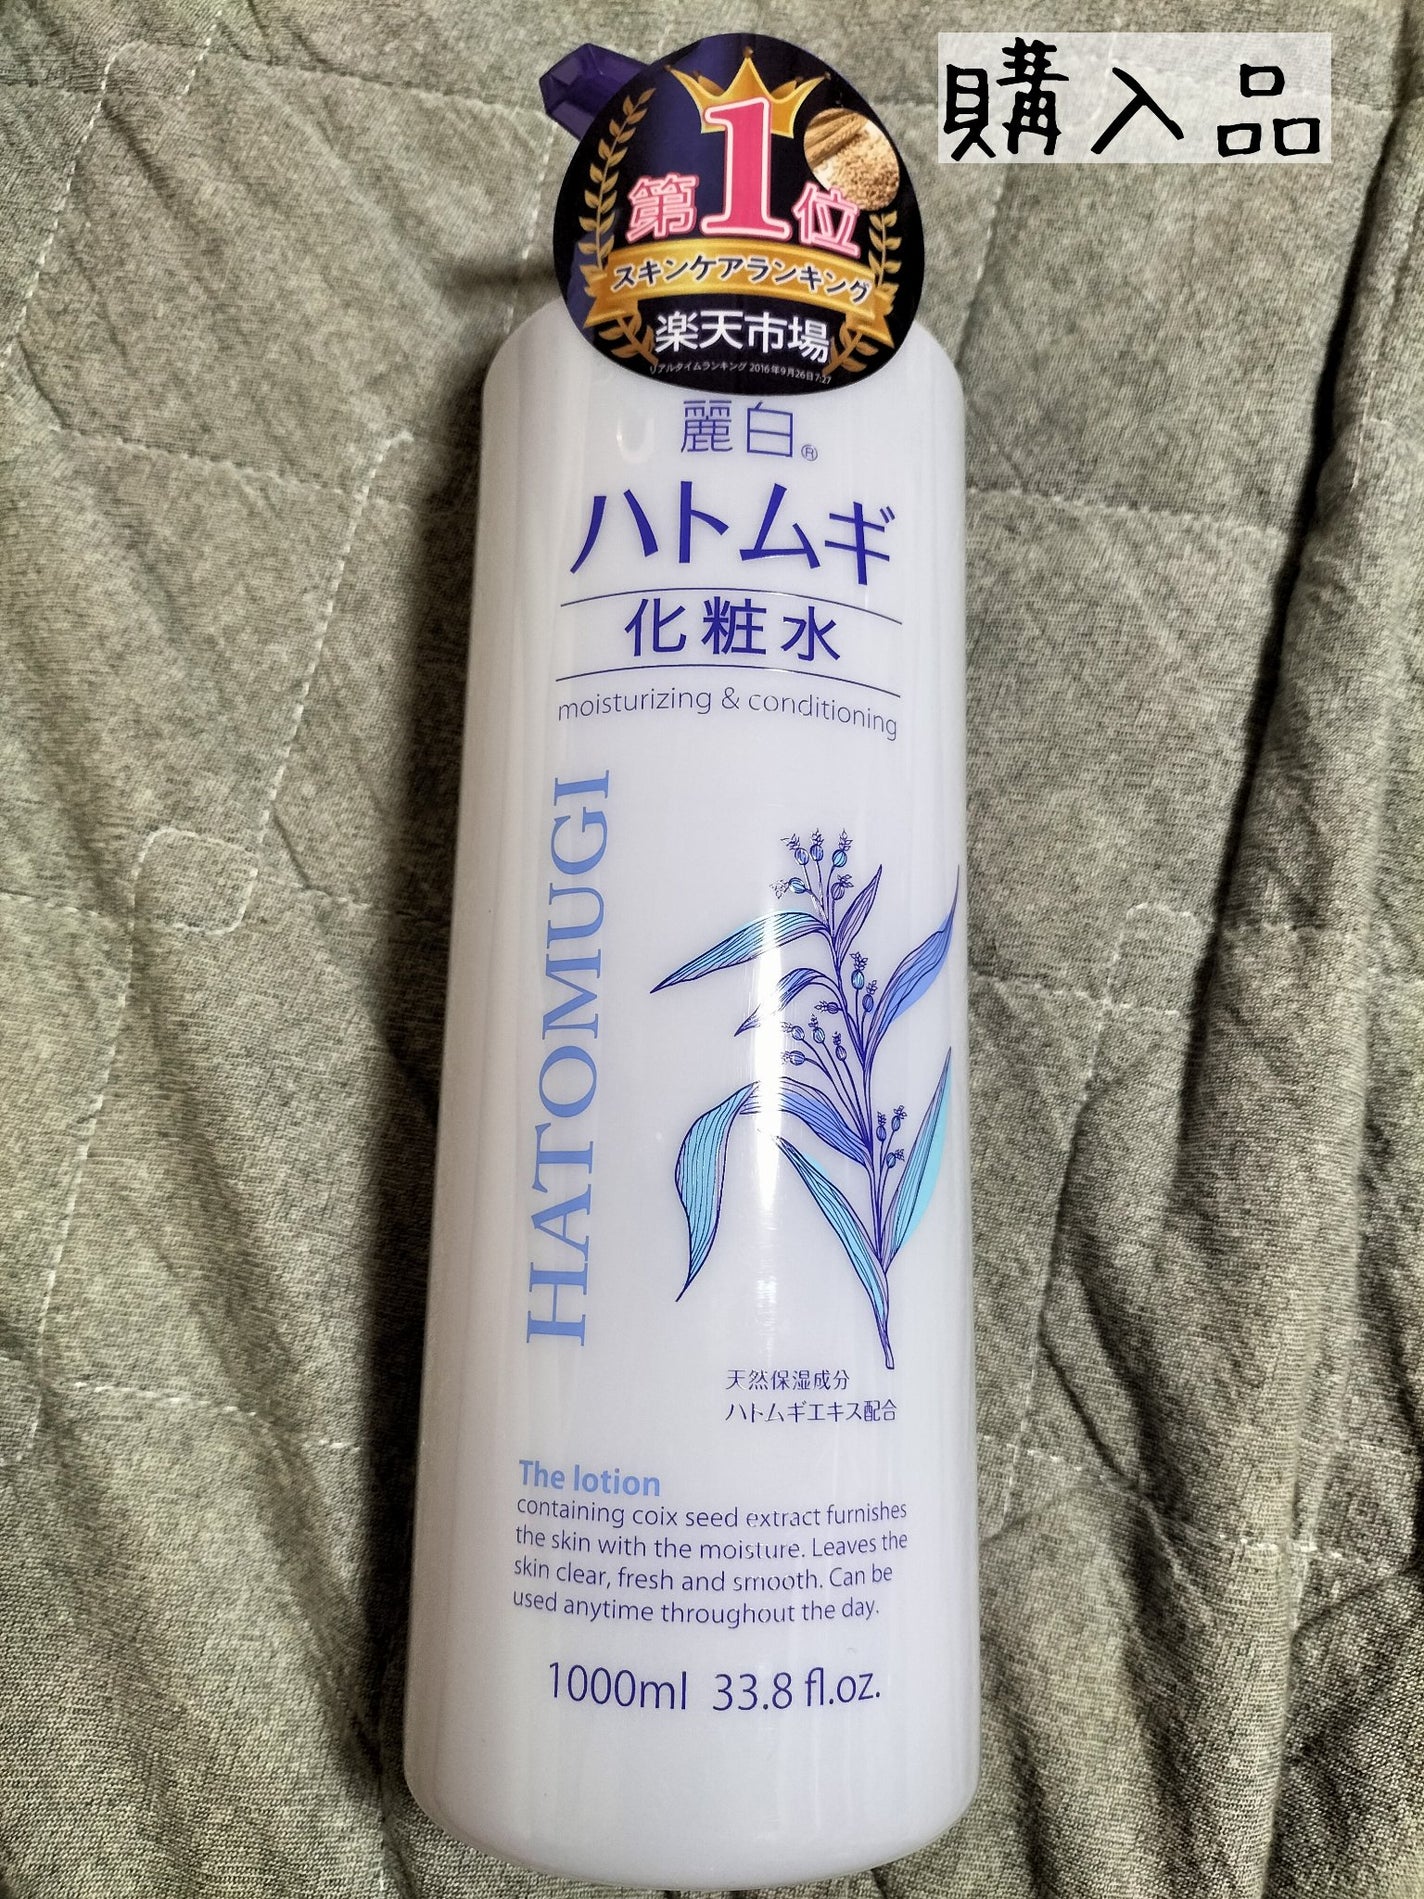 購入品
第1位
スキンケアランキング
楽天市場
リアルタイムランキング 2016年9月26日7:27
麗白®
ハトムギ
化粧水
moisturizing & conditioning
HATOMUGI
天然保湿成分
ハトムギエキス配合
The lotion
containing coix seed extract furnishes
the skin with the moisture. Leaves the
skin clear, fresh and smooth. Can be
used anytime throughout the day.
1000ml 33.8 fl.oz.